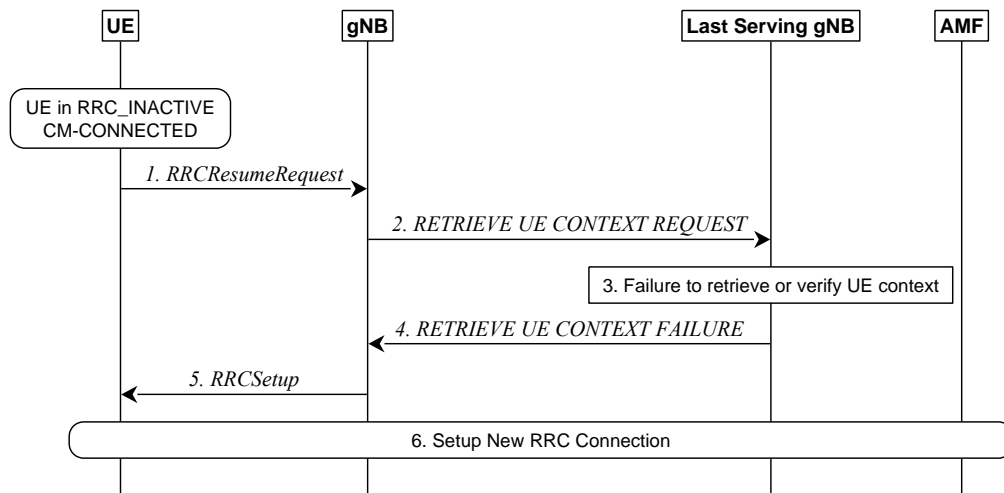 UE
gNB
Last Serving gNB
AMF
UE in RRC_INACTIVE
CM-CONNECTED
1. RRCResumeRequest
2. RETRIEVE UE CONTEXT REQUEST
3. Failure to retrieve or verify UE context
4. RETRIEVE UE CONTEXT FAILURE
5. RRCSetup
6. Setup New RRC Connection